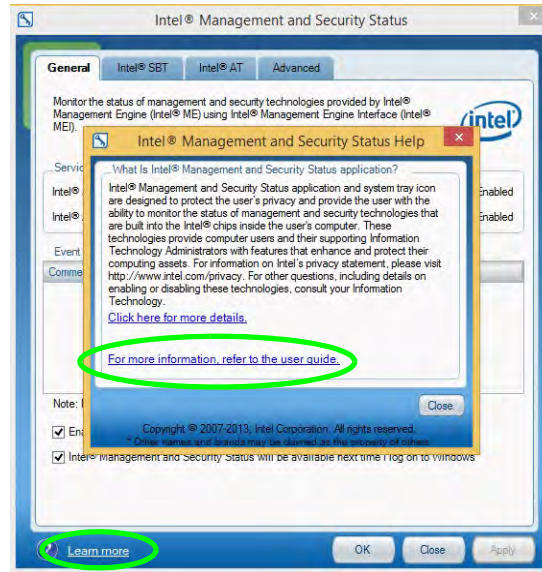 Intel® Management and Security Status
General Intel® SBT Intel® AT Advanced
Monitor the status of management and security technologies provided by Intel®
Management Engine (Intel® ME) using Intel® Management Engine Interface (Intel®
MEI).
intel
Intel® Management and Security Status Help
Servic
What Is Intel® Management and Security Status application?
Intel® Management and Security Status application and system tray icon
are designed to protect the user's privacy and provide the user with the
ability to monitor the status of management and security technologies that
are built into the Intel® chips inside the user's computer. These
technologies provide computer users and their supporting Information
Technology Administrators with features that enhance and protect their
computing assets. For information on Intel's privacy statement, please visit
http://www.intel.com/privacy. For other questions, including details on
enabling or disabling these technologies, consult your Information
Technology.
Intel® Enabled
Intel® Enabled
Event
Comme
Click here for more details.
For more information, refer to the user guide.
Close
Note:
Copyright © 2007-2013, Intel Corporation. All rights reserved.
* Other names and brands may be claimed as the property of others.
Ena
Intel® Management and Security Status will be available next time I log on to Windows
Learn more
OK Close Apply